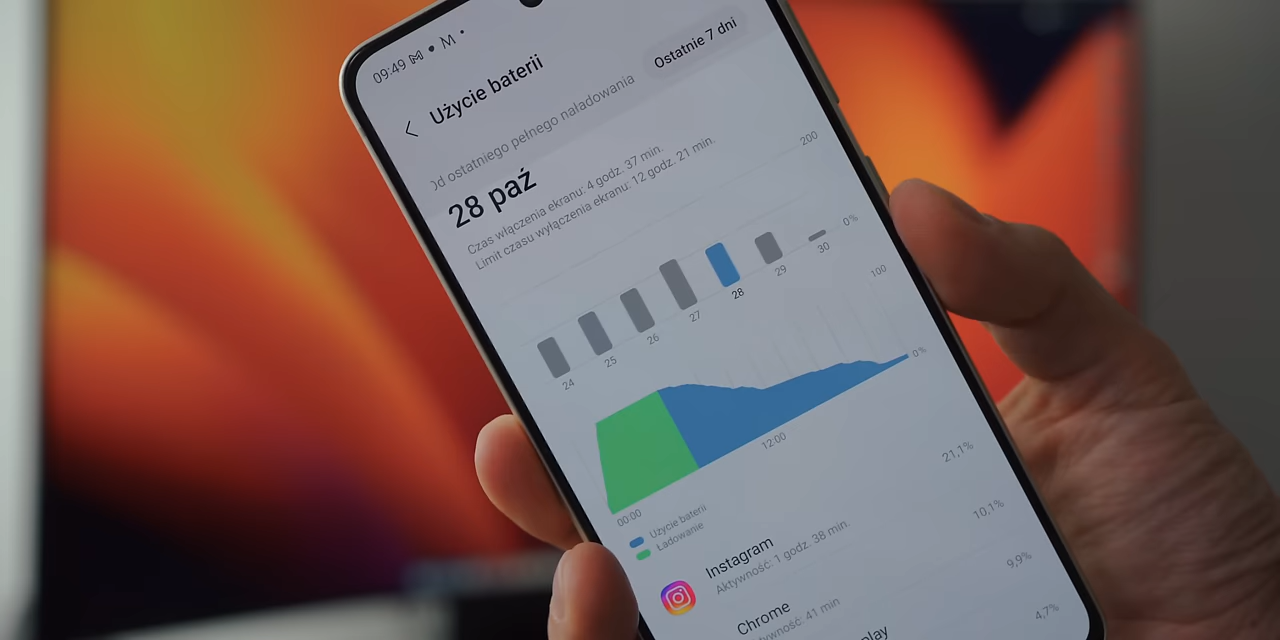 09:49
Użycie baterii
Od ostatniego pełnego naładowania
Ostatnie 7 dni
28 paź
Czas włączenia ekranu: 4 godz. 37 min.
Limit czasu wyłączenia ekranu: 12 godz. 21 min.
200
0%
24 25 26 27 28 29 30
100
0%
00:00 12:00
Użycie baterii
Ładowanie
21,1%
Instagram
Aktywność: 1 godz. 38 min.
10,1%
Chrome
41 min
9,9%
play
4,7%